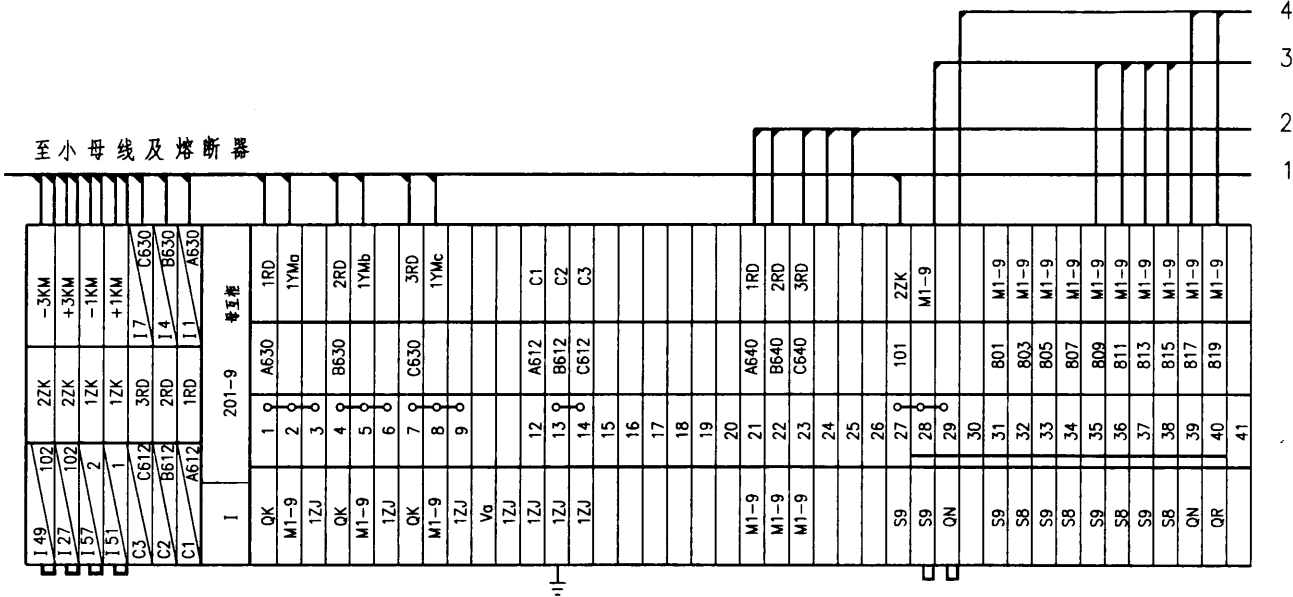 4
3
2
至小母线及熔断器
1
-3KM
+3KM
-1KM
+1KM
I7 C630
I4 B630
I1 A630
母互柜
1RD
1YMa
2RD
1YMb
3RD
1YMc
C1
C2
C3
1RD
2RD
3RD
2ZK
M1-9
M1-9
M1-9
M1-9
M1-9
M1-9
M1-9
M1-9
M1-9
M1-9
M1-9
2ZK
2ZK
1ZK
1ZK
3RD
2RD
1RD
201-9
A630
B630
C630
A612
B612
C612
A640
B640
C640
101
801
803
805
807
809
811
813
815
817
819
1
2
3
4
5
6
7
8
9
12
13
14
15
16
17
18
19
20
21
22
23
24
25
26
27
28
29
30
31
32
33
34
35
36
37
38
39
40
41
I49 102
I27 102
I57 2
I51 1
C3 C612
C2 B612
C1 A612
I
QK
M1-9
1ZJ
QK
M1-9
1ZJ
QK
M1-9
1ZJ
Va
1ZJ
1ZJ
1ZJ
1ZJ
M1-9
M1-9
M1-9
S9
S9
QN
S9
S8
S9
S8
S9
S8
S9
S8
QN
QR